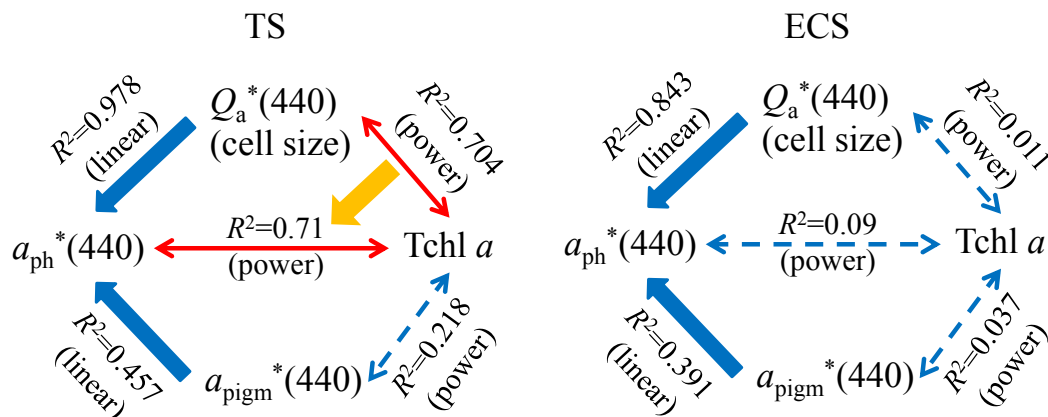 TS
R²=0.978
(linear)
Qₐ*(440)
(cell size)
R²=0.704
(power)
aₚₕ*(440)
R²=0.71
(power)
Tchl a
R²=0.457
(linear)
a_pigm*(440)
R²=0.218
(power)
ECS
R²=0.843
(linear)
Qₐ*(440)
(cell size)
R²=0.011
(power)
aₚₕ*(440)
R²=0.09
(power)
Tchl a
R²=0.391
(linear)
a_pigm*(440)
R²=0.037
(power)